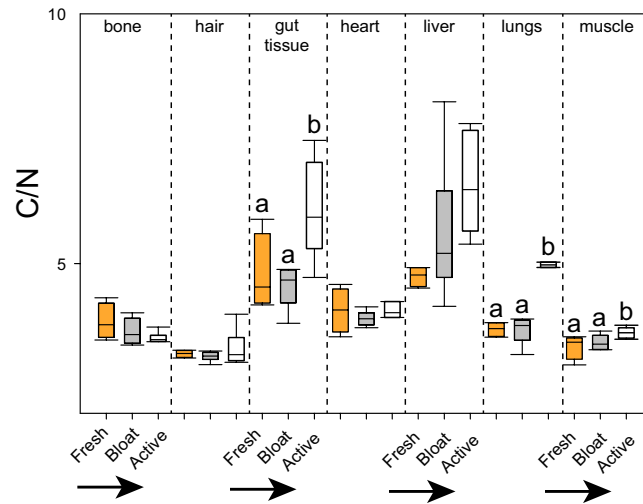 10
bone hair gut heart liver lungs muscle
tissue
b
a
a
b
C/N
5
a a
a a b
Fresh Bloat Active Fresh Bloat Active Fresh Bloat Active Fresh Bloat Active